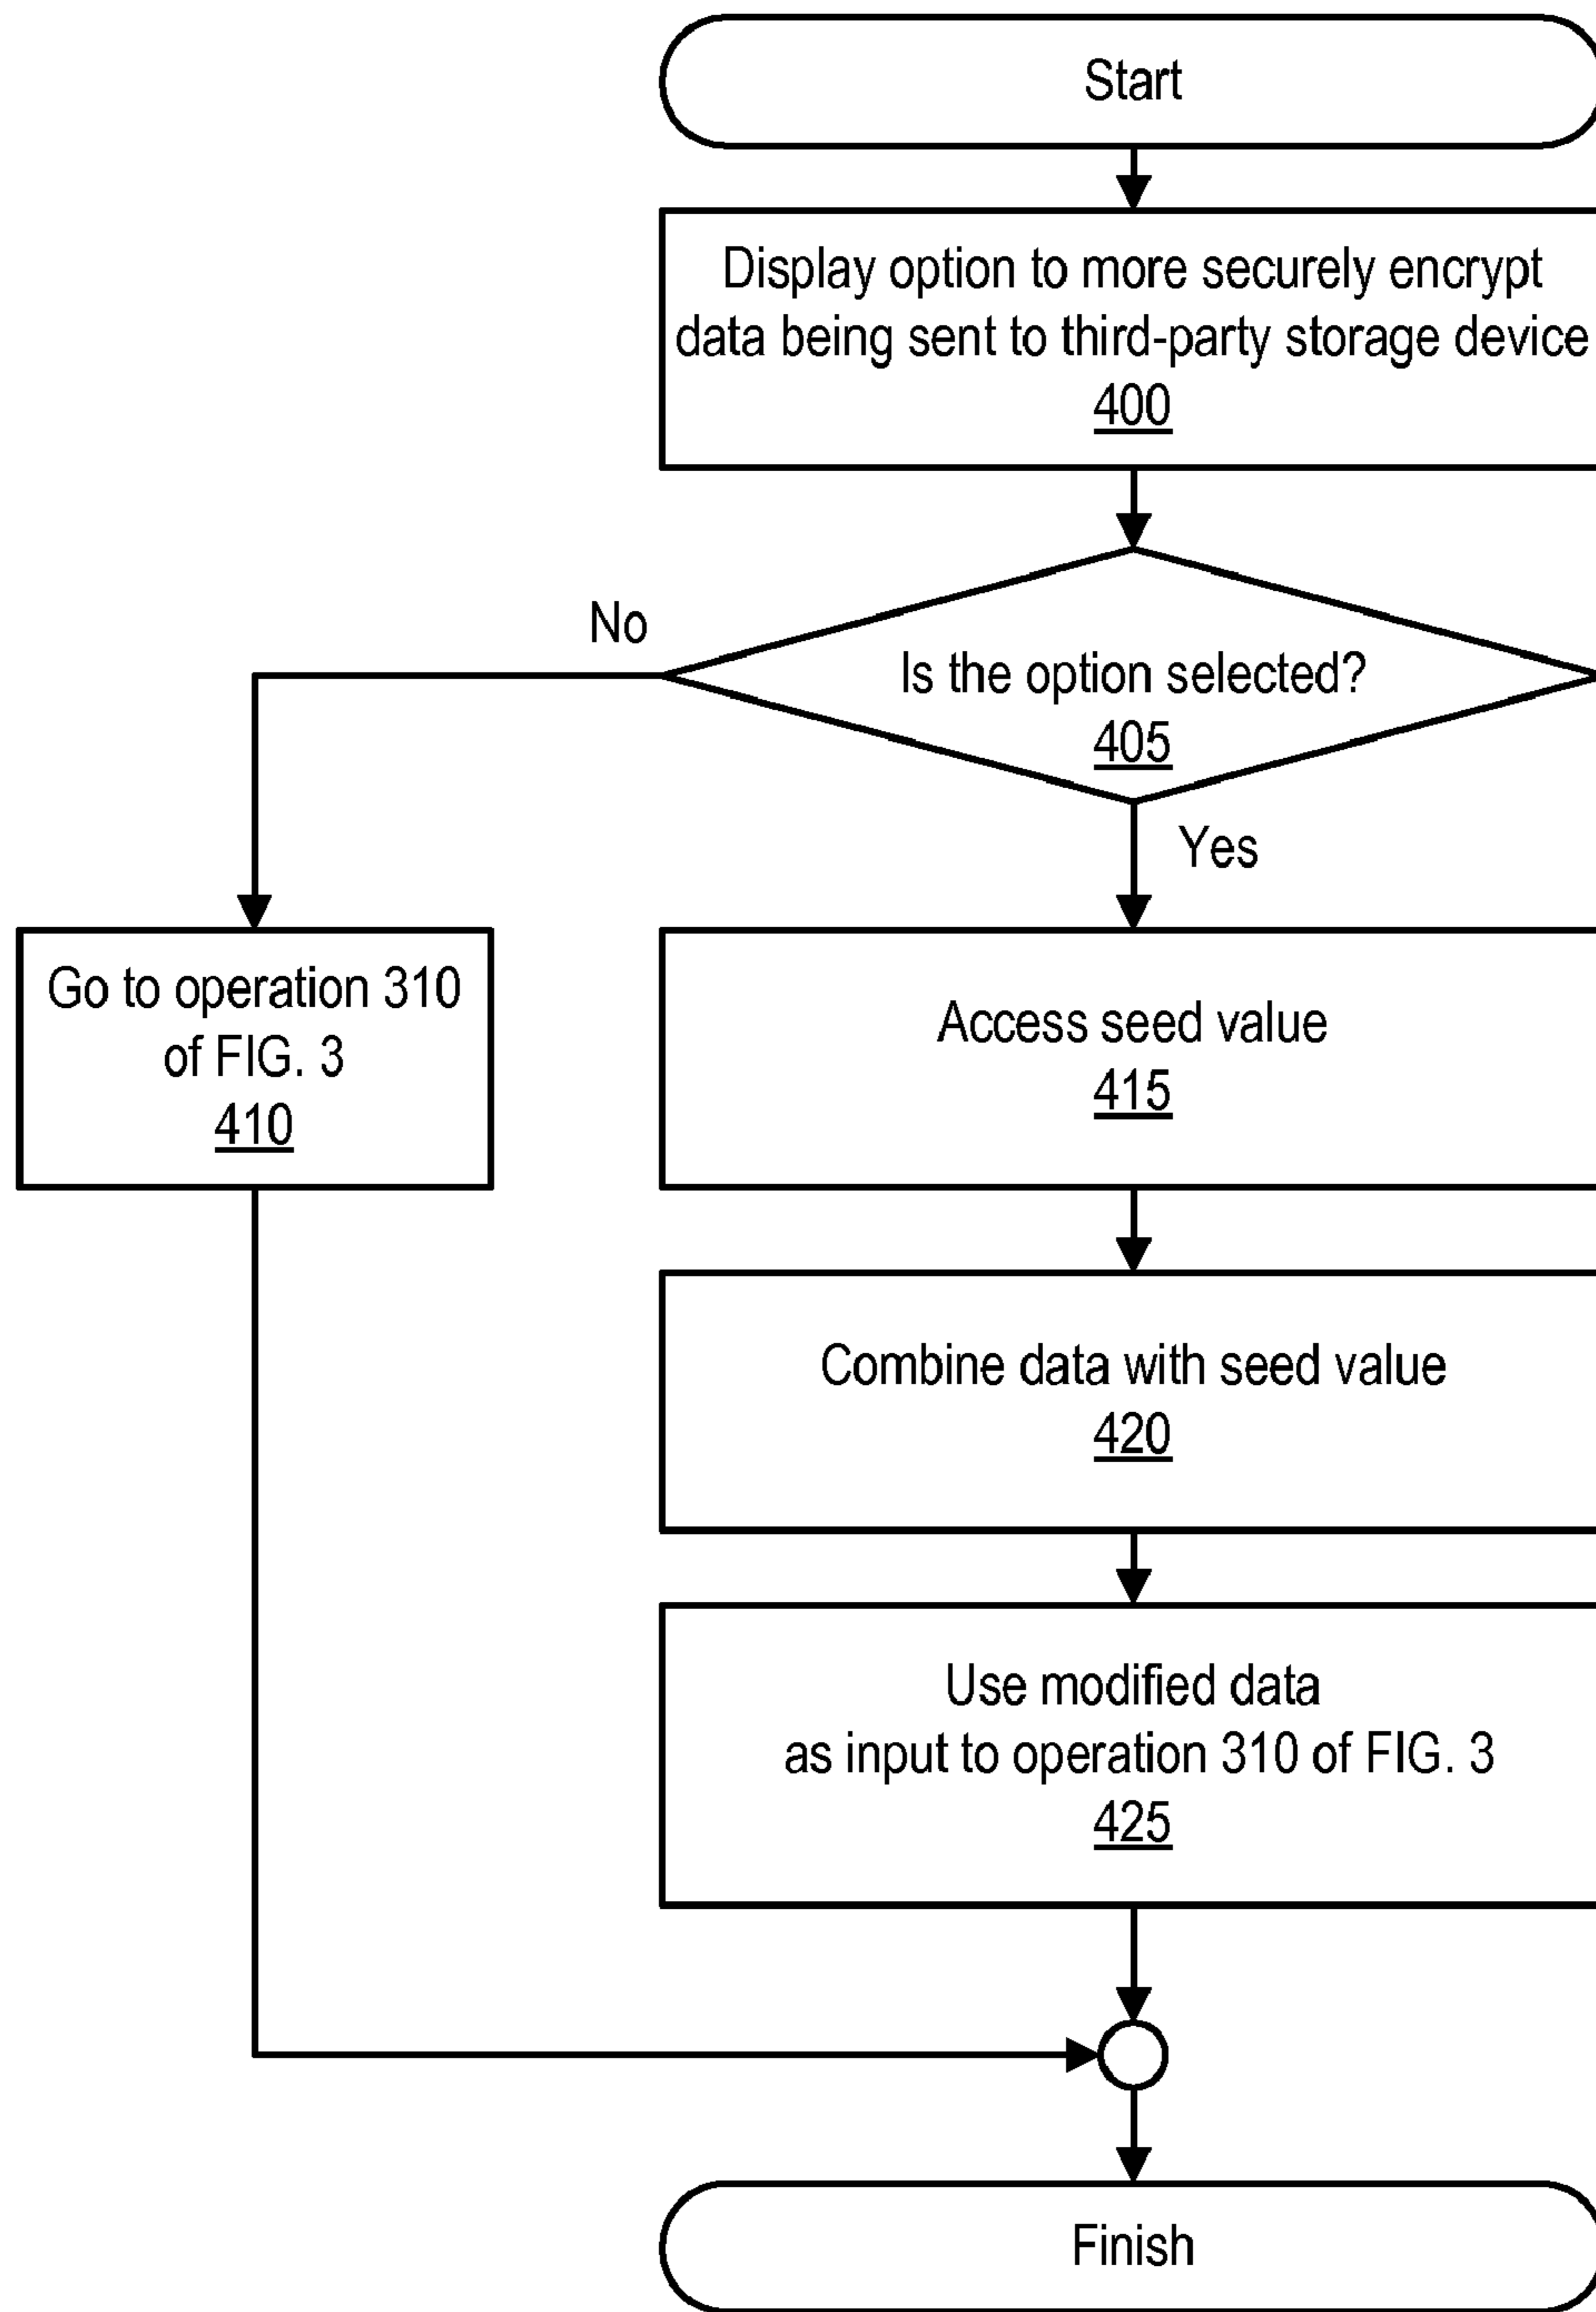 Start
Display option to more securely encrypt
data being sent to third-party storage device
400
Is the option selected?
405
No
Yes
Go to operation 310
of FIG. 3
410
Access seed value
415
Combine data with seed value
420
Use modified data
as input to operation 310 of FIG. 3
425
Finish